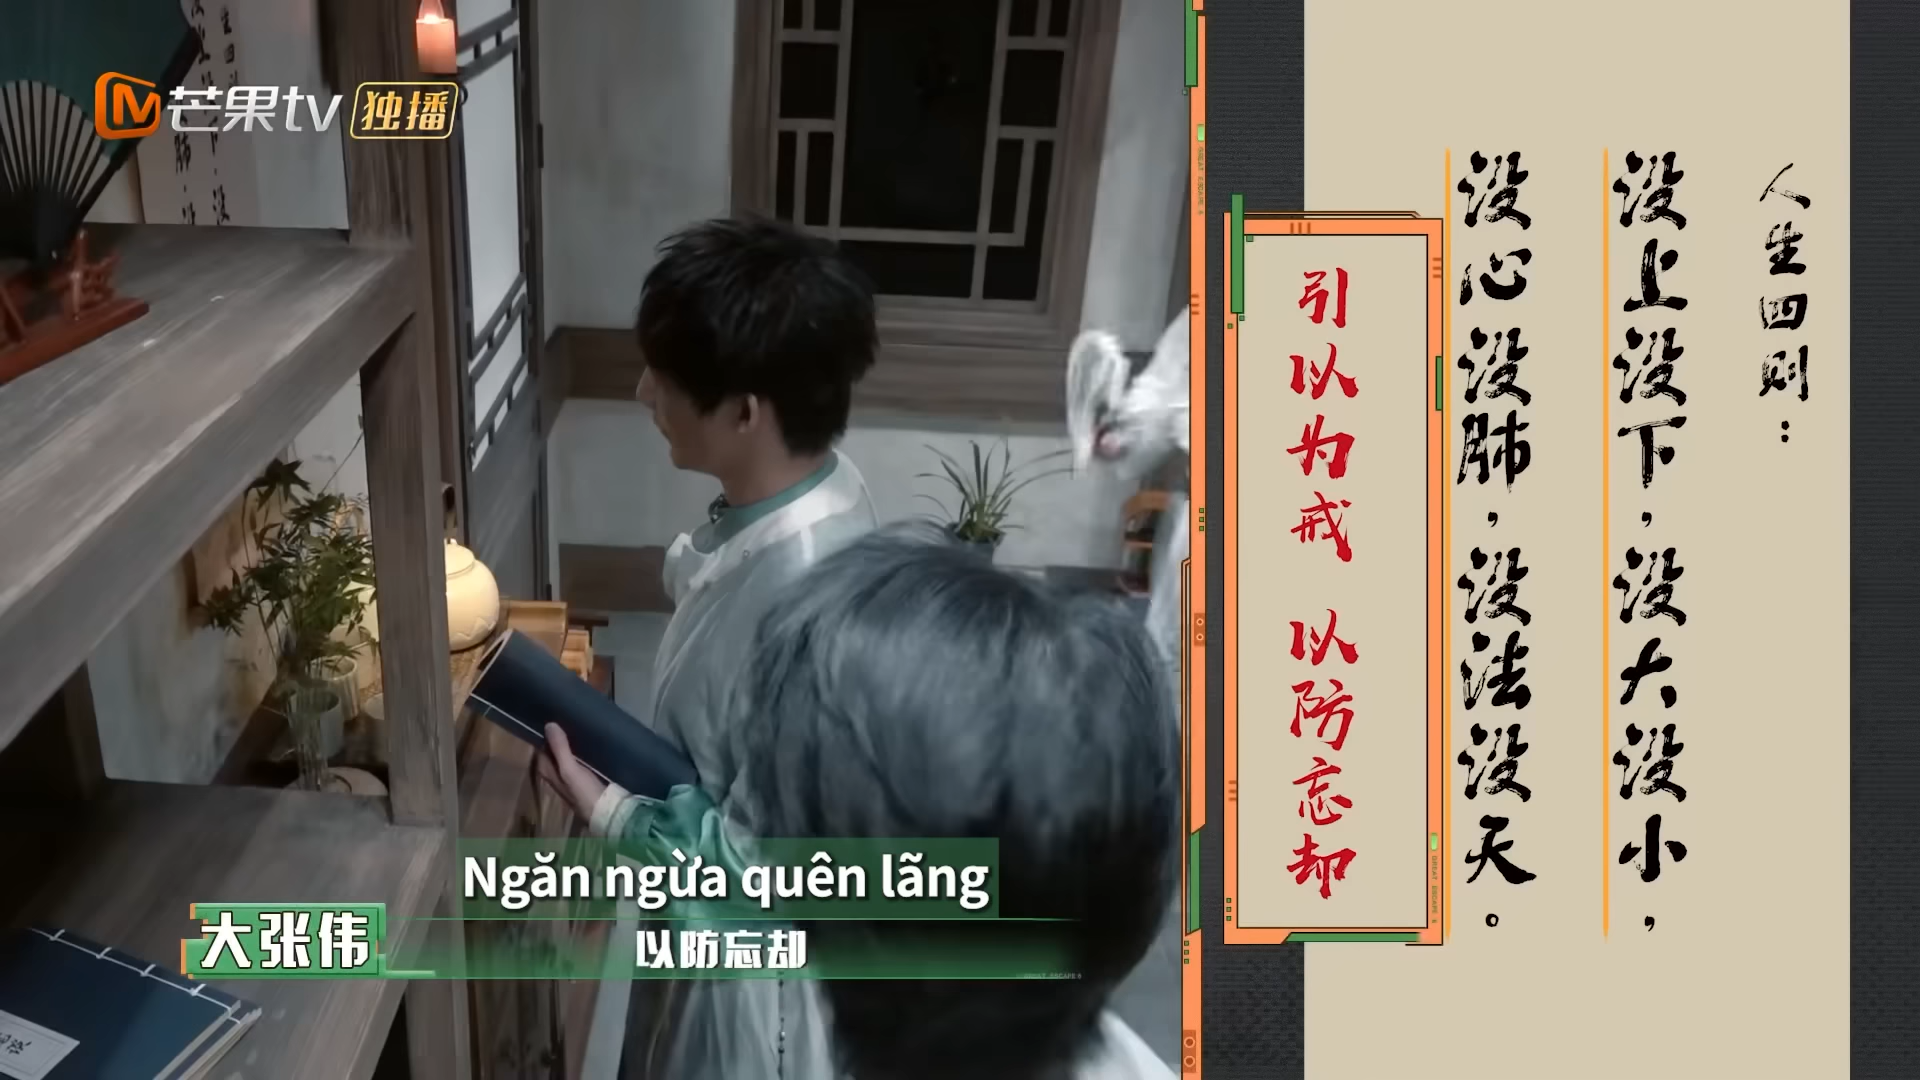 芒果tv 独播
人生四则：
没上没下，没大没小，
没心没肺，没法没天。
引以为戒 以防忘却
Ngăn ngừa quên lãng
大张伟
以防忘却